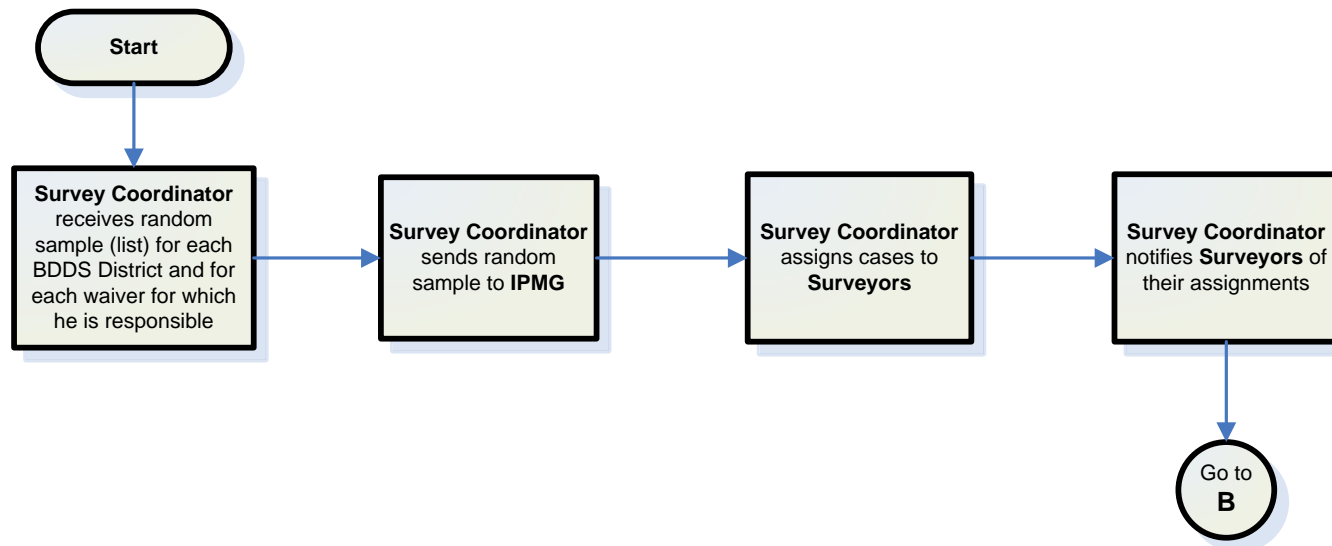 Start
Survey Coordinator
receives random
sample (list) for each
BDDS District and for
each waiver for which
he is responsible
Survey Coordinator
sends random
sample to IPMG
Survey Coordinator
assigns cases to
Surveyors
Survey Coordinator
notifies Surveyors of
their assignments
Go to
B